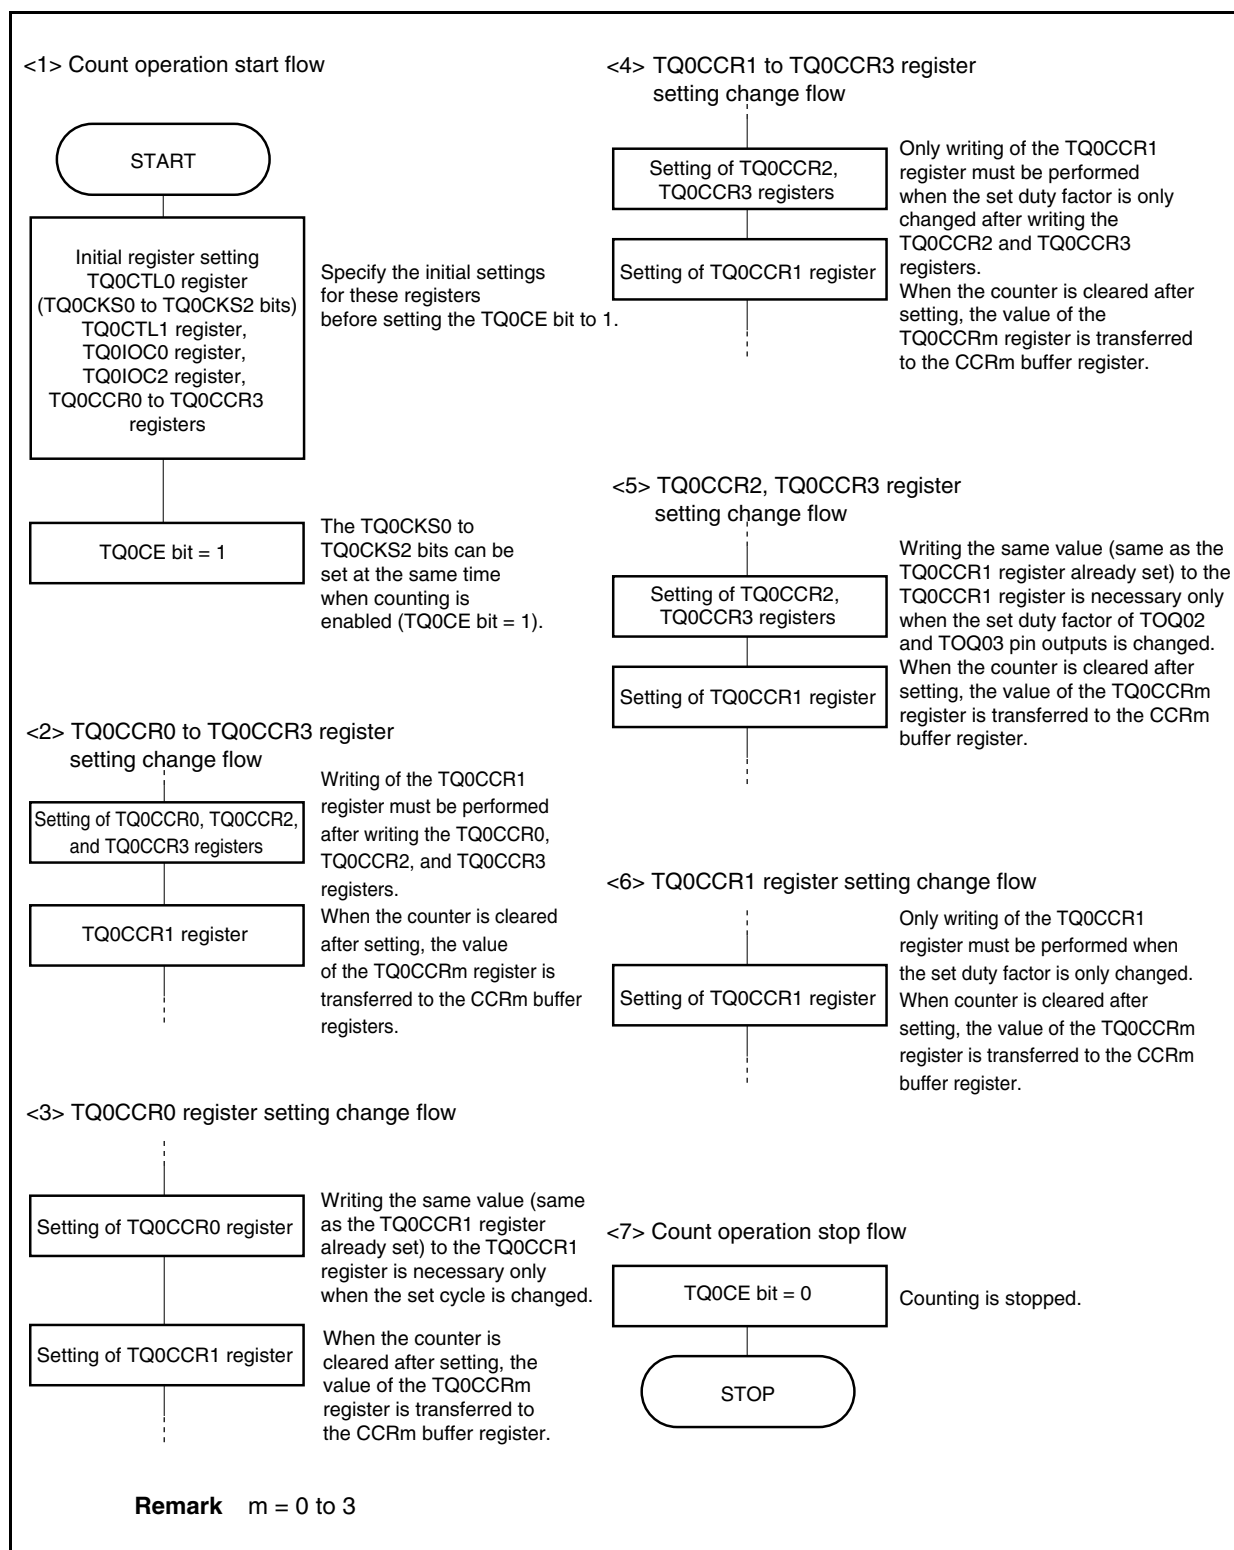 <1> Count operation start flow
START
Initial register setting
TQ0CTL0 register
(TQ0CKS0 to TQ0CKS2 bits)
TQ0CTL1 register,
TQ0IOC0 register,
TQ0IOC2 register,
TQ0CCR0 to TQ0CCR3
registers
Specify the initial settings
for these registers
before setting the TQ0CE bit to 1.
TQ0CE bit = 1
The TQ0CKS0 to
TQ0CKS2 bits can be
set at the same time
when counting is
enabled (TQ0CE bit = 1).
<2> TQ0CCR0 to TQ0CCR3 register
setting change flow
Setting of TQ0CCR0, TQ0CCR2,
and TQ0CCR3 registers
TQ0CCR1 register
Writing of the TQ0CCR1
register must be performed
after writing the TQ0CCR0,
TQ0CCR2, and TQ0CCR3
registers.
When the counter is cleared
after setting, the value
of the TQ0CCRm register is
transferred to the CCRm buffer
registers.
<3> TQ0CCR0 register setting change flow
Setting of TQ0CCR0 register
Writing the same value (same
as the TQ0CCR1 register
already set) to the TQ0CCR1
register is necessary only
when the set cycle is changed.
Setting of TQ0CCR1 register
When the counter is
cleared after setting, the
value of the TQ0CCRm
register is transferred to
the CCRm buffer register.
<4> TQ0CCR1 to TQ0CCR3 register
setting change flow
Setting of TQ0CCR2,
TQ0CCR3 registers
Setting of TQ0CCR1 register
Only writing of the TQ0CCR1
register must be performed
when the set duty factor is only
changed after writing the
TQ0CCR2 and TQ0CCR3
registers.
When the counter is cleared after
setting, the value of the
TQ0CCRm register is transferred
to the CCRm buffer register.
<5> TQ0CCR2, TQ0CCR3 register
setting change flow
Setting of TQ0CCR2,
TQ0CCR3 registers
Setting of TQ0CCR1 register
Writing the same value (same as the
TQ0CCR1 register already set) to the
TQ0CCR1 register is necessary only
when the set duty factor of TOQ02
and TOQ03 pin outputs is changed.
When the counter is cleared after
setting, the value of the TQ0CCRm
register is transferred to the CCRm
buffer register.
<6> TQ0CCR1 register setting change flow
Setting of TQ0CCR1 register
Only writing of the TQ0CCR1
register must be performed when
the set duty factor is only changed.
When counter is cleared after
setting, the value of the TQ0CCRm
register is transferred to the CCRm
buffer register.
<7> Count operation stop flow
TQ0CE bit = 0
Counting is stopped.
STOP
Remark m = 0 to 3